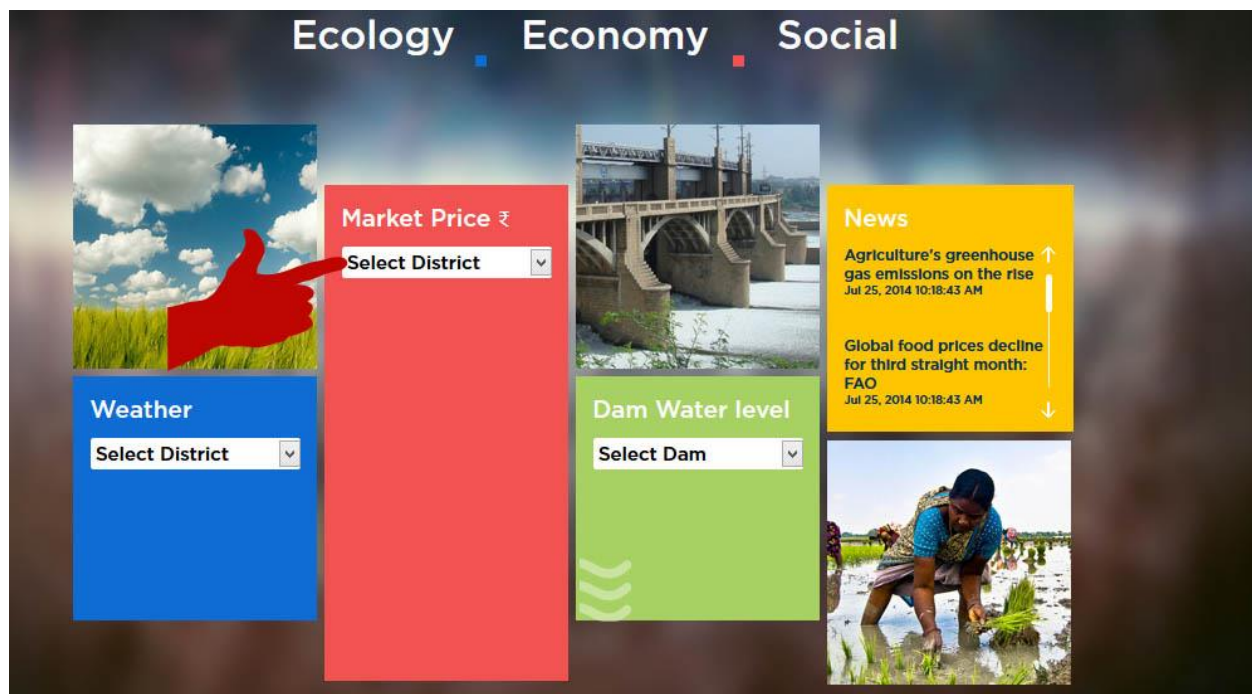 Ecology Economy Social
Market Price ₹
Select District
News
Agriculture's greenhouse
gas emissions on the rise
Jul 25, 2014 10:18:43 AM
Global food prices decline
for third straight month:
FAO
Jul 25, 2014 10:18:43 AM
Weather
Select District
Dam Water level
Select Dam